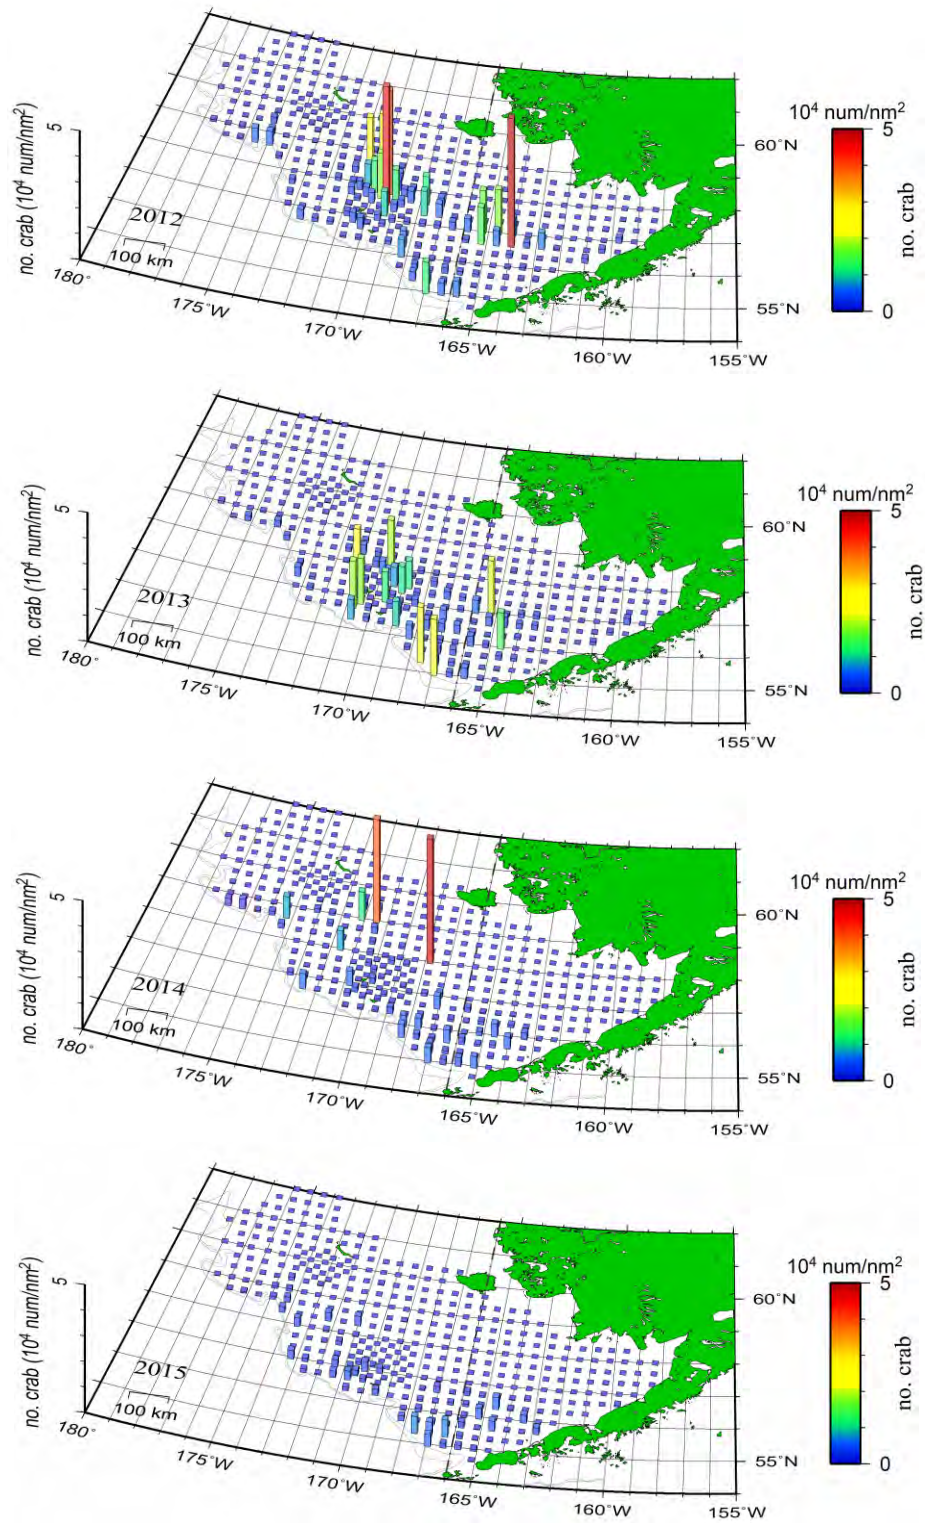 10⁴ num/nm²
5
no. crab
0
5
no. crab (10⁴ num/nm²)
2012
100 km
180°
175°W
170°W
165°W
160°W
155°W
60°N
55°N
10⁴ num/nm²
5
no. crab
0
5
no. crab (10⁴ num/nm²)
2013
100 km
180°
175°W
170°W
165°W
160°W
155°W
60°N
55°N
10⁴ num/nm²
5
no. crab
0
5
no. crab (10⁴ num/nm²)
2014
100 km
180°
175°W
170°W
165°W
160°W
155°W
60°N
55°N
10⁴ num/nm²
5
no. crab
0
5
no. crab (10⁴ num/nm²)
2015
100 km
180°
175°W
170°W
165°W
160°W
155°W
60°N
55°N